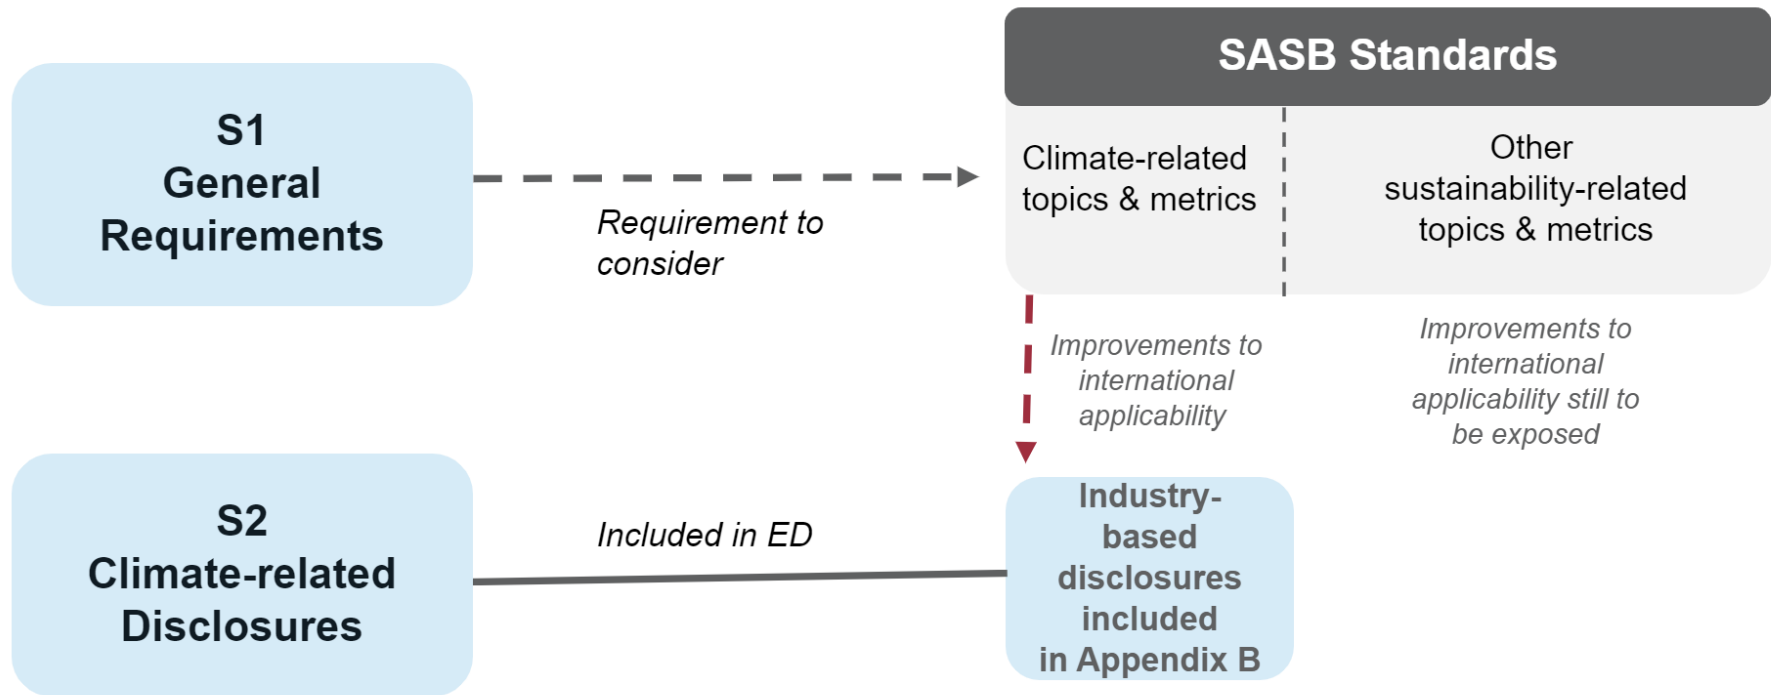 S1
General
Requirements
Requirement to
consider
SASB Standards
Climate-related
topics & metrics
Other
sustainability-related
topics & metrics
Improvements to
international
applicability
Improvements to
international
applicability still to
be exposed
S2
Climate-related
Disclosures
Included in ED
Industry-
based
disclosures
included
in Appendix B